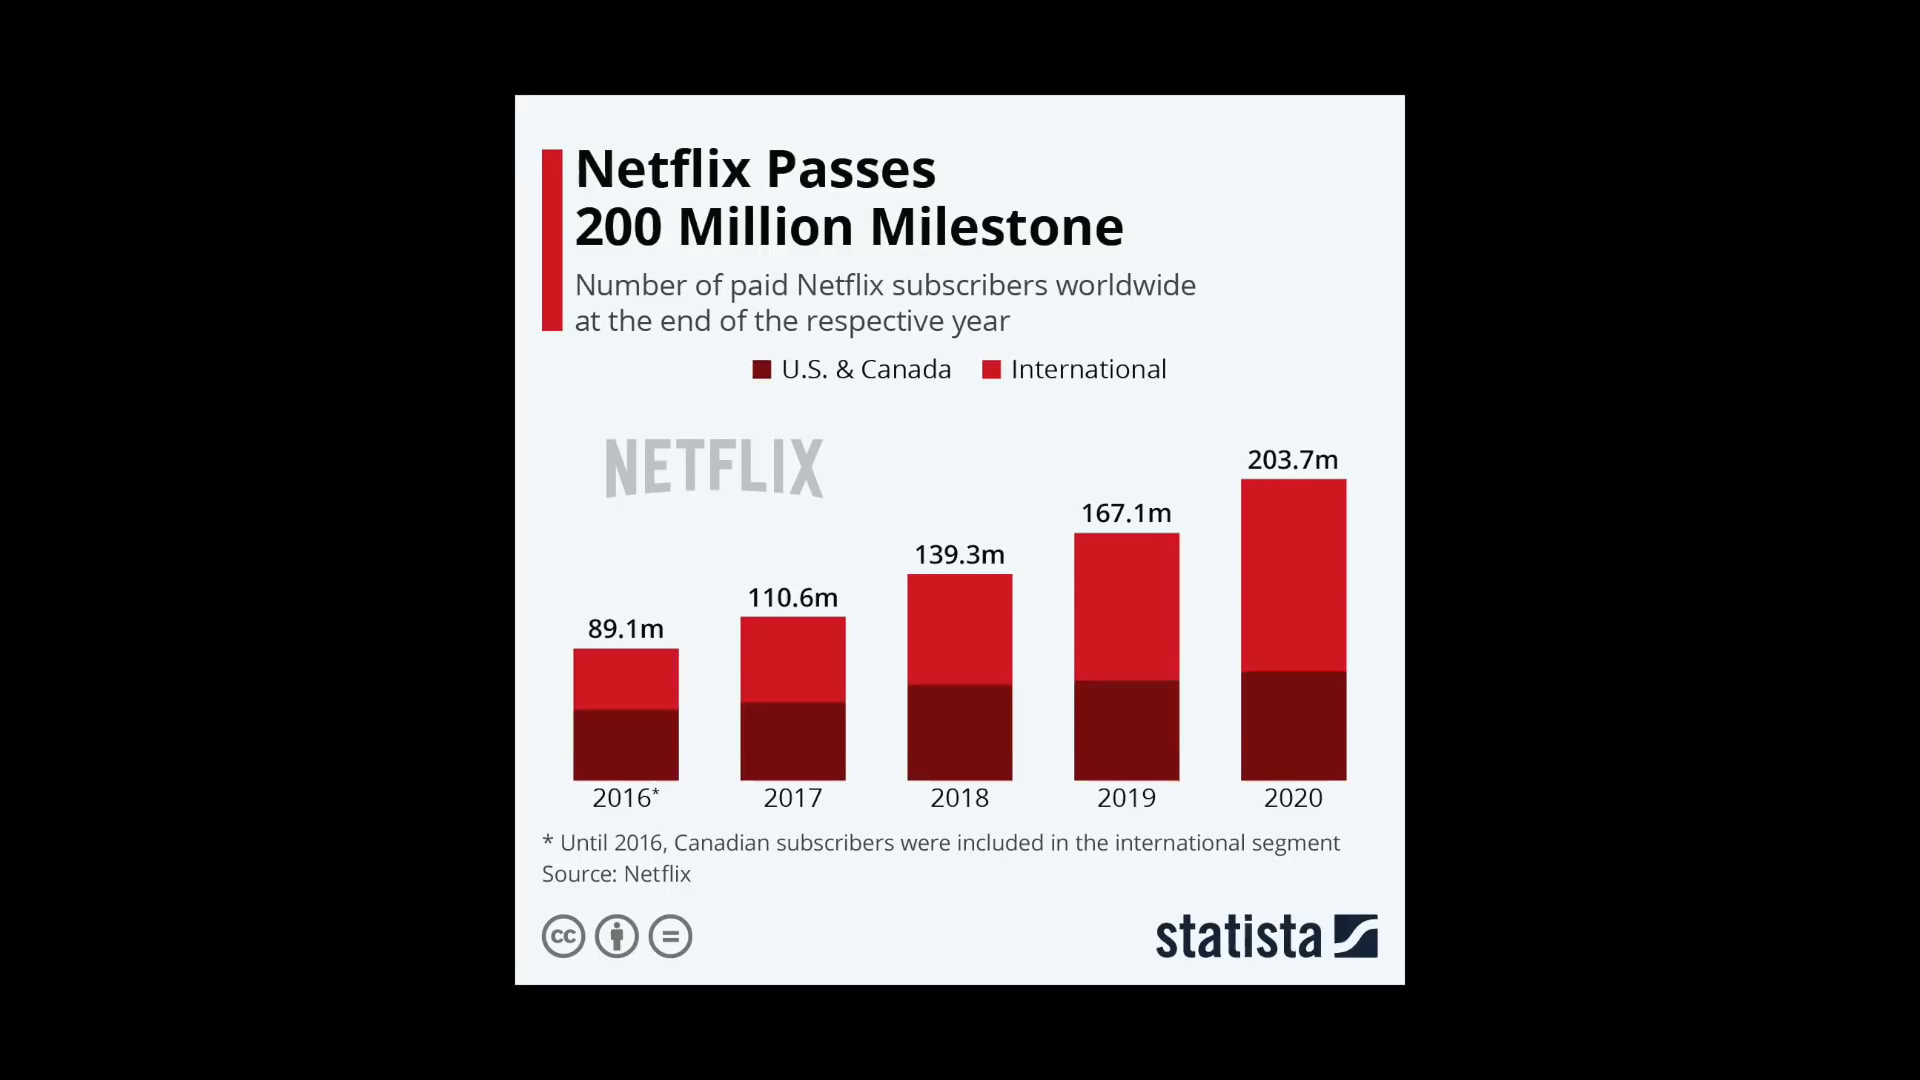 Netflix Passes
200 Million Milestone
Number of paid Netflix subscribers worldwide
at the end of the respective year
U.S. & Canada International
NETFLIX
89.1m
110.6m
139.3m
167.1m
203.7m
2016* 2017 2018 2019 2020
* Until 2016, Canadian subscribers were included in the international segment
Source: Netflix
cc
statista